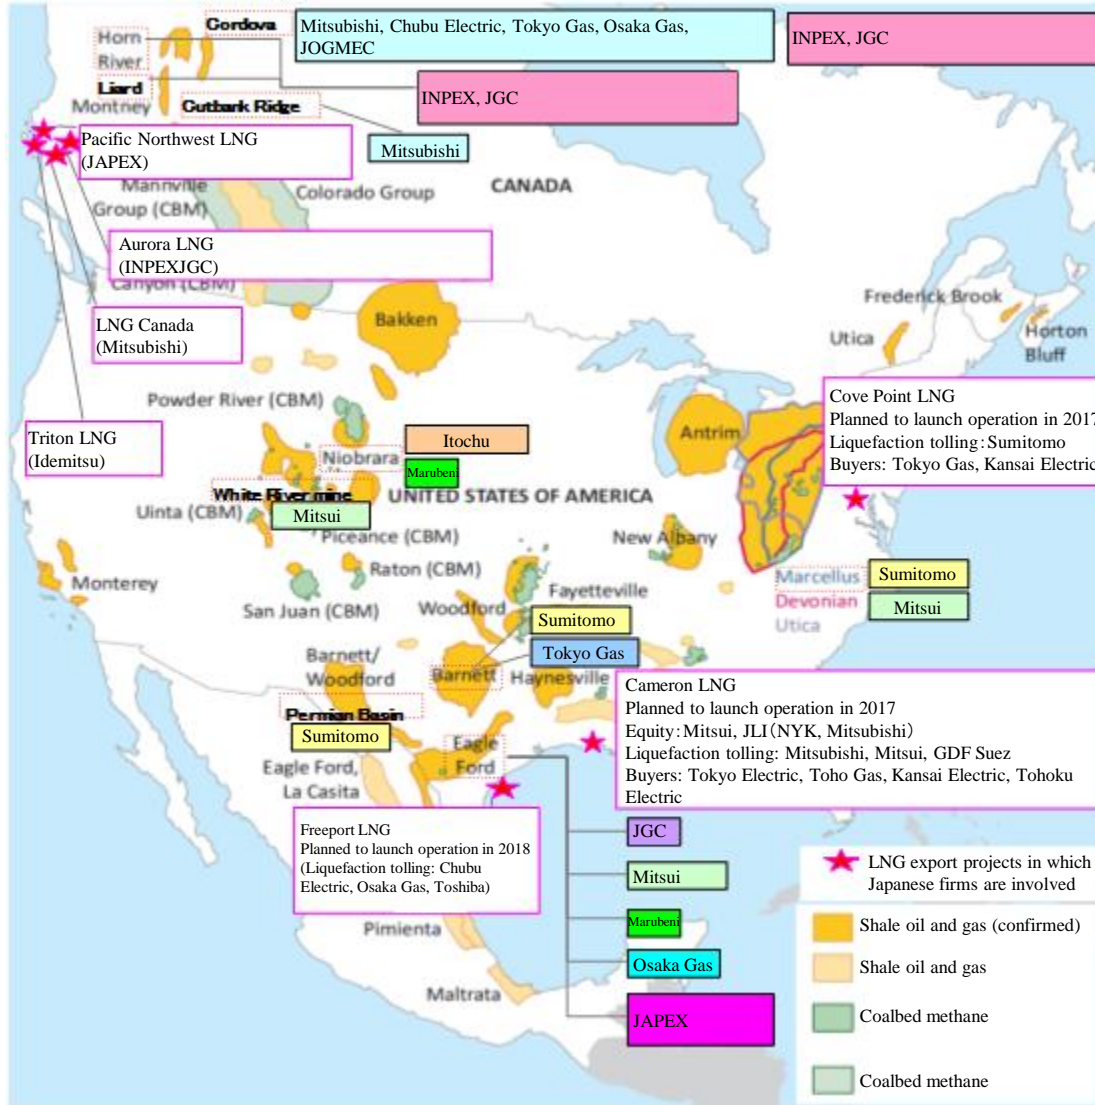 Cordova
Mitsubishi, Chubu Electric, Tokyo Gas, Osaka Gas,
JOGMEC
INPEX, JGC
Horn
River
Liard
Montney
Cutbank Ridge
INPEX, JGC
Mitsubishi
Pacific Northwest LNG
(JAPEX)
Mannville
Group (CBM)
Colorado Group
CANADA
Aurora LNG
(INPEXJGC)
Canyon (CBM)
LNG Canada
(Mitsubishi)
Bakken
Frederick Brook
Utica
Horton
Bluff
Powder River (CBM)
Triton LNG
(Idemitsu)
Niobrara
Itochu
Marubeni
Antrim
Cove Point LNG
Planned to launch operation in 2017
Liquefaction tolling: Sumitomo
Buyers: Tokyo Gas, Kansai Electric
White River mine
UNITED STATES OF AMERICA
Uinta (CBM)
Mitsui
Piceance (CBM)
New Albany
Monterey
Raton (CBM)
San Juan (CBM)
Woodford
Fayetteville
Marcellus
Devonian
Utica
Sumitomo
Mitsui
Sumitomo
Tokyo Gas
Barnett/
Woodford
Barnett
Haynesville
Permian Basin
Sumitomo
Eagle
Ford
Eagle Ford,
La Casita
Cameron LNG
Planned to launch operation in 2017
Equity: Mitsui, JLI(NYK, Mitsubishi)
Liquefaction tolling: Mitsubishi, Mitsui, GDF Suez
Buyers: Tokyo Electric, Toho Gas, Kansai Electric, Tohoku
Electric
Freeport LNG
Planned to launch operation in 2018
(Liquefaction tolling: Chubu
Electric, Osaka Gas, Toshiba)
JGC
Mitsui
Marubeni
Osaka Gas
JAPEX
Pimienta
Maltrata
LNG export projects in which
Japanese firms are involved
Shale oil and gas (confirmed)
Shale oil and gas
Coalbed methane
Coalbed methane